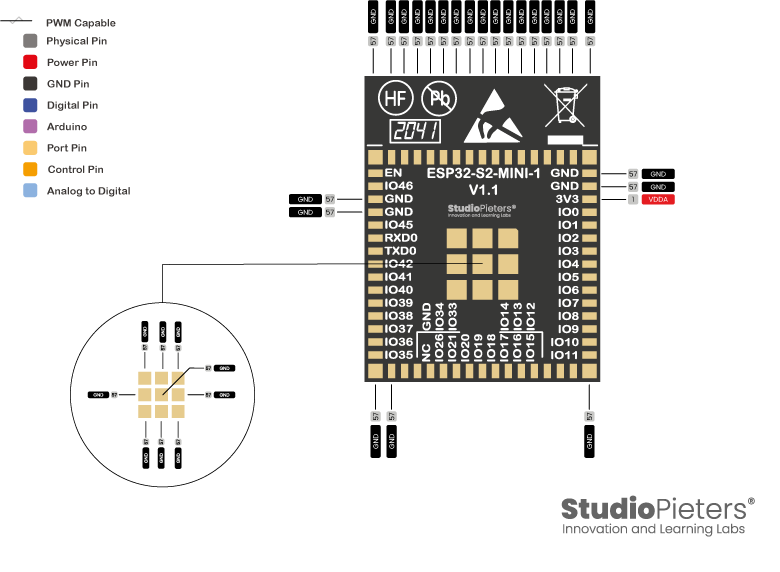 PWM Capable
Physical Pin
Power Pin
GND Pin
Digital Pin
Arduino
Port Pin
Control Pin
Analog to Digital
GND GND GND GND GND GND GND GND GND GND GND GND GND GND GND GND GND
57 57 57 57 57 57 57 57 57 57 57 57 57 57 57 57 57
HF
Pb
2041
ESP32-S2-MINI-1
V1.1
StudioPieters®
Innovation and Learning Labs
EN
IO46
GND 57 GND
GND 57 GND
IO45
RXD0
TXD0
IO42
IO41
IO40
IO39
IO38
IO37
IO36
IO35
GND 57 GND
GND 57 GND
3V3 1 VDDA
IO0
IO1
IO2
IO3
IO4
IO5
IO6
IO7
IO8
IO9
IO10
IO11
GND IO34 IO33 IO14 IO13 IO12
NC IO26 IO21 IO20 IO19 IO18 IO17 IO16 IO15
57 57 57
GND GND GND
GND GND GND
57 57 57
57 GND
GND 57
57 GND
57 57 57
GND GND GND
StudioPieters®
Innovation and Learning Labs